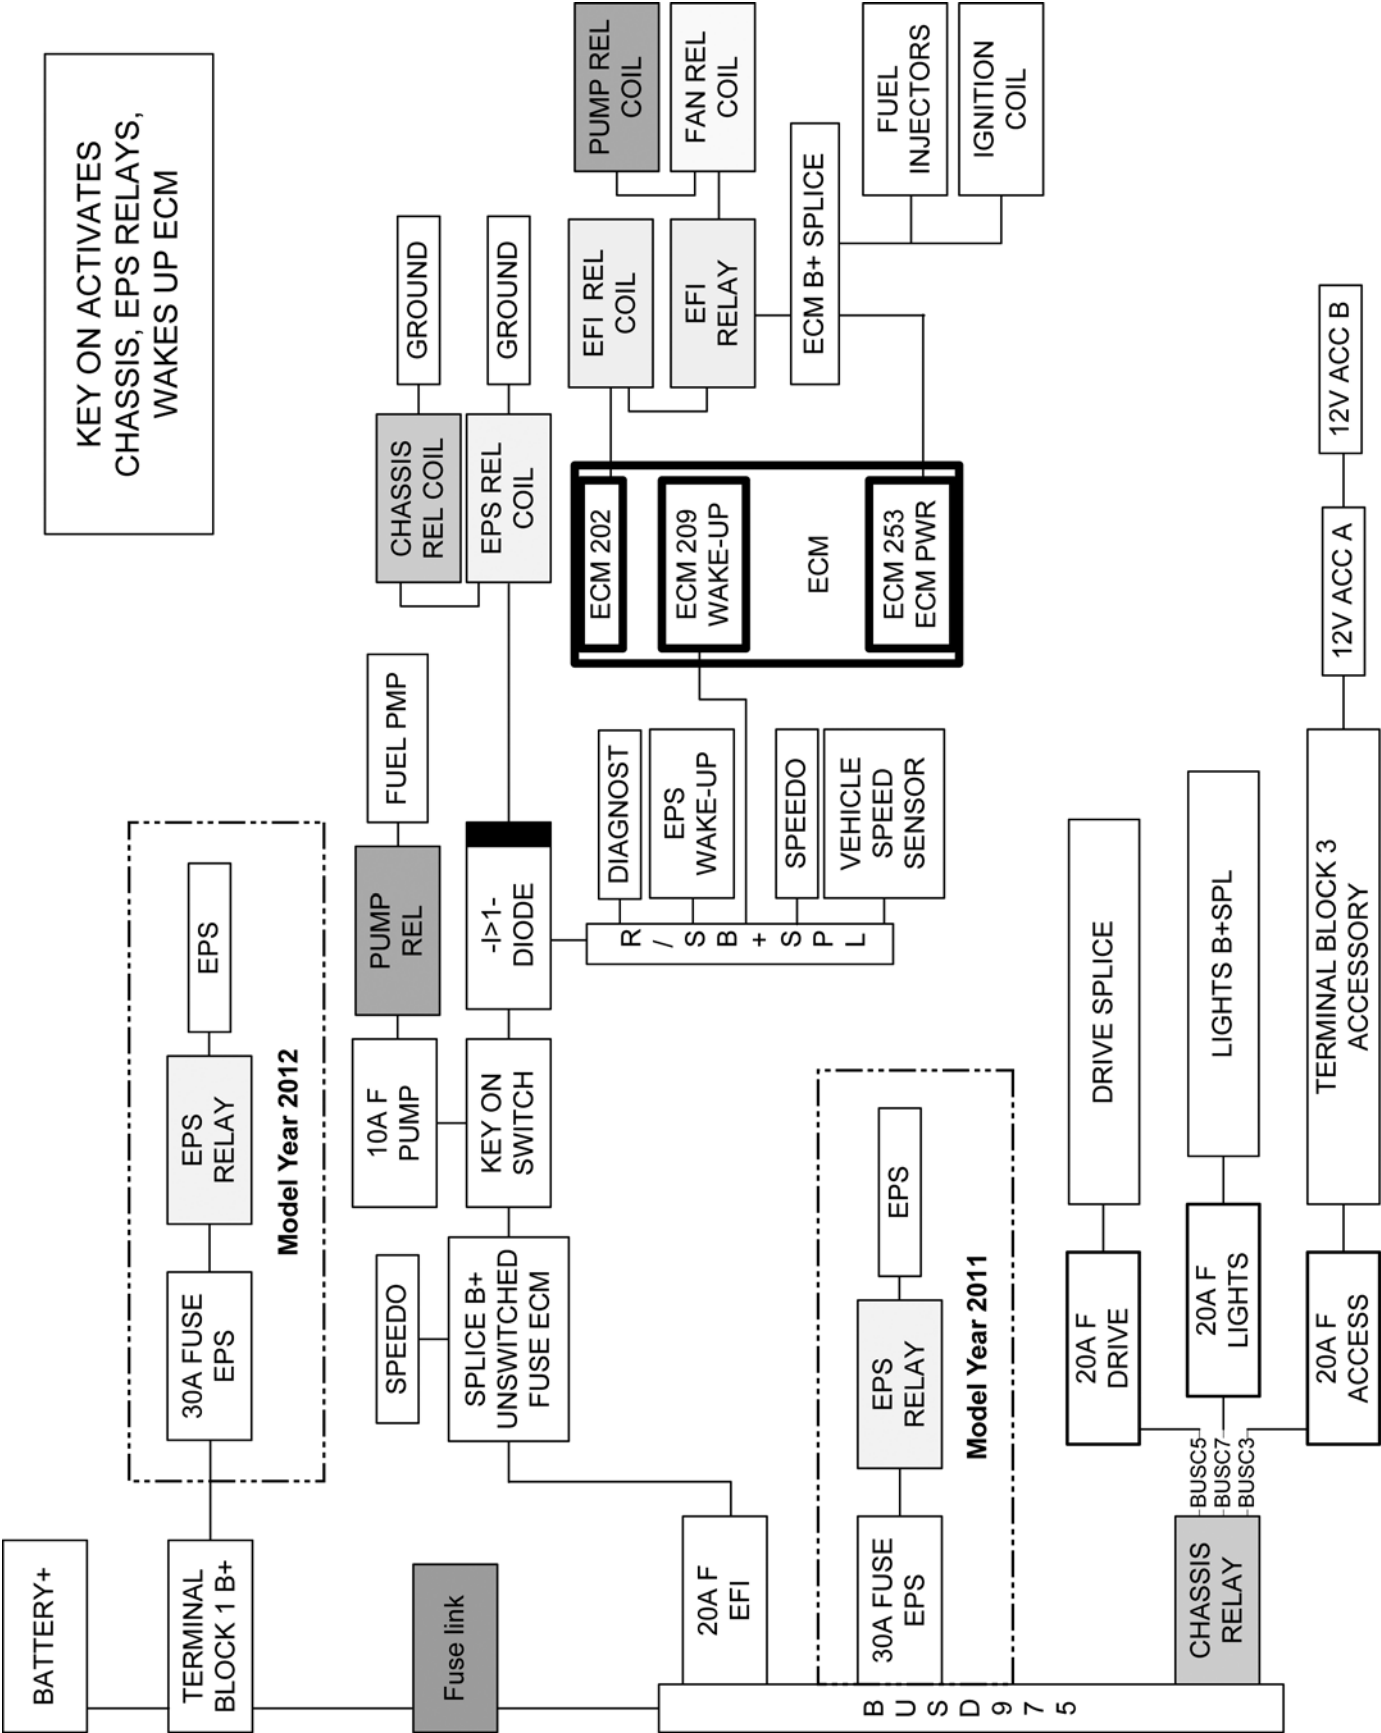 KEY ON ACTIVATES
CHASSIS, EPS RELAYS,
WAKES UP ECM
BATTERY+
TERMINAL
BLOCK 1 B+
30A FUSE
EPS
EPS
RELAY
EPS
Model Year 2012
Fuse link
SPEEDO
SPLICE B+
UNSWITCHED
FUSE ECM
10A F
PUMP
KEY ON
SWITCH
PUMP
REL
FUEL PMP
-I>1-
DIODE
CHASSIS
REL COIL
GROUND
EPS REL
COIL
GROUND
R / S B + S P L
DIAGNOST
EPS
WAKE-UP
SPEEDO
VEHICLE
SPEED
SENSOR
ECM 202
ECM 209
WAKE-UP
ECM
ECM 253
ECM PWR
EFI REL
COIL
EFI
RELAY
PUMP REL
COIL
FAN REL
COIL
ECM B+ SPLICE
FUEL
INJECTORS
IGNITION
COIL
20A F
EFI
BUSD975
30A FUSE
EPS
EPS
RELAY
EPS
Model Year 2011
CHASSIS
RELAY
BUSC5
BUSC7
BUSC3
20A F
DRIVE
DRIVE SPLICE
20A F
LIGHTS
LIGHTS B+SPL
20A F
ACCESS
TERMINAL BLOCK 3
ACCESSORY
12V ACC A
12V ACC B